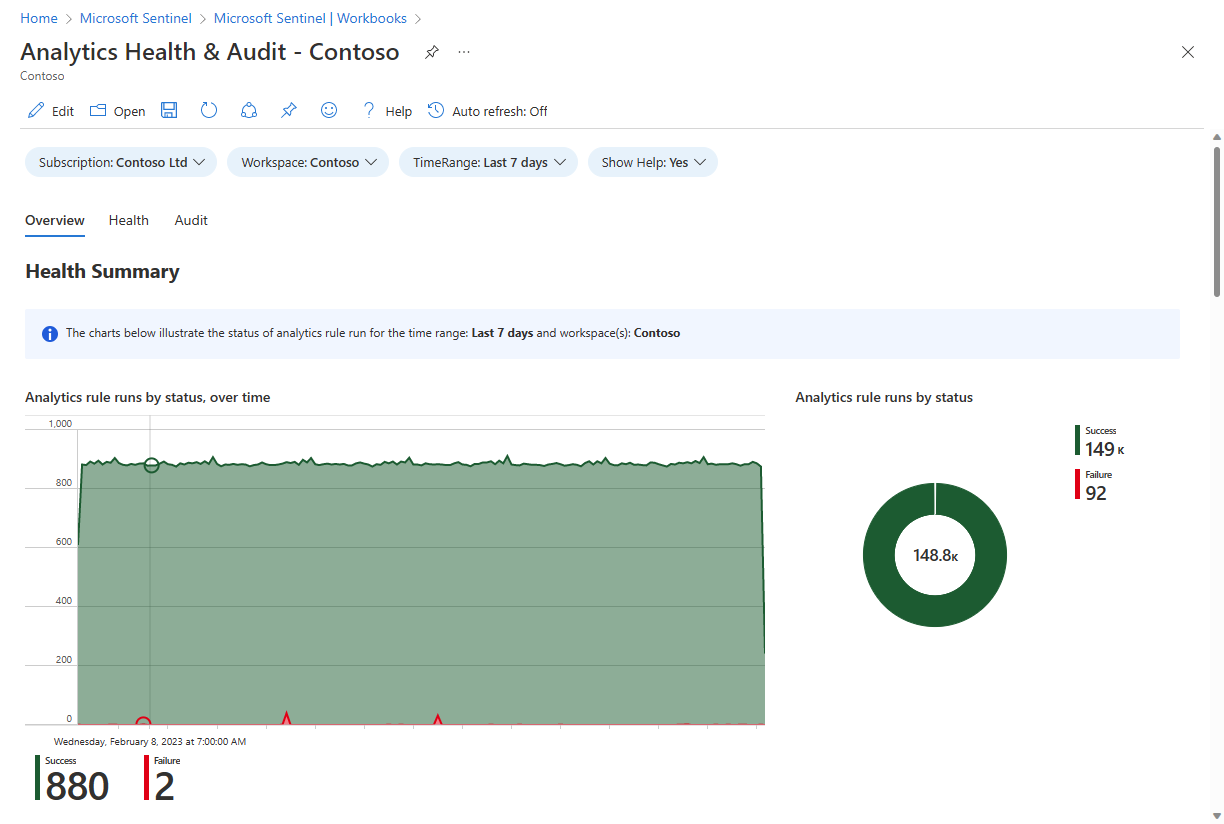 Home > Microsoft Sentinel > Microsoft Sentinel | Workbooks >
Analytics Health & Audit - Contoso ...
Contoso
Edit Open Help Auto refresh: Off
Subscription: Contoso Ltd Workspace: Contoso TimeRange: Last 7 days Show Help: Yes
Overview Health Audit
Health Summary
The charts below illustrate the status of analytics rule run for the time range: Last 7 days and workspace(s): Contoso
Analytics rule runs by status, over time
1,000
800
600
400
200
0
Wednesday, February 8, 2023 at 7:00:00 AM
Success
880
Failure
2
Analytics rule runs by status
148.8K
Success
149 K
Failure
92